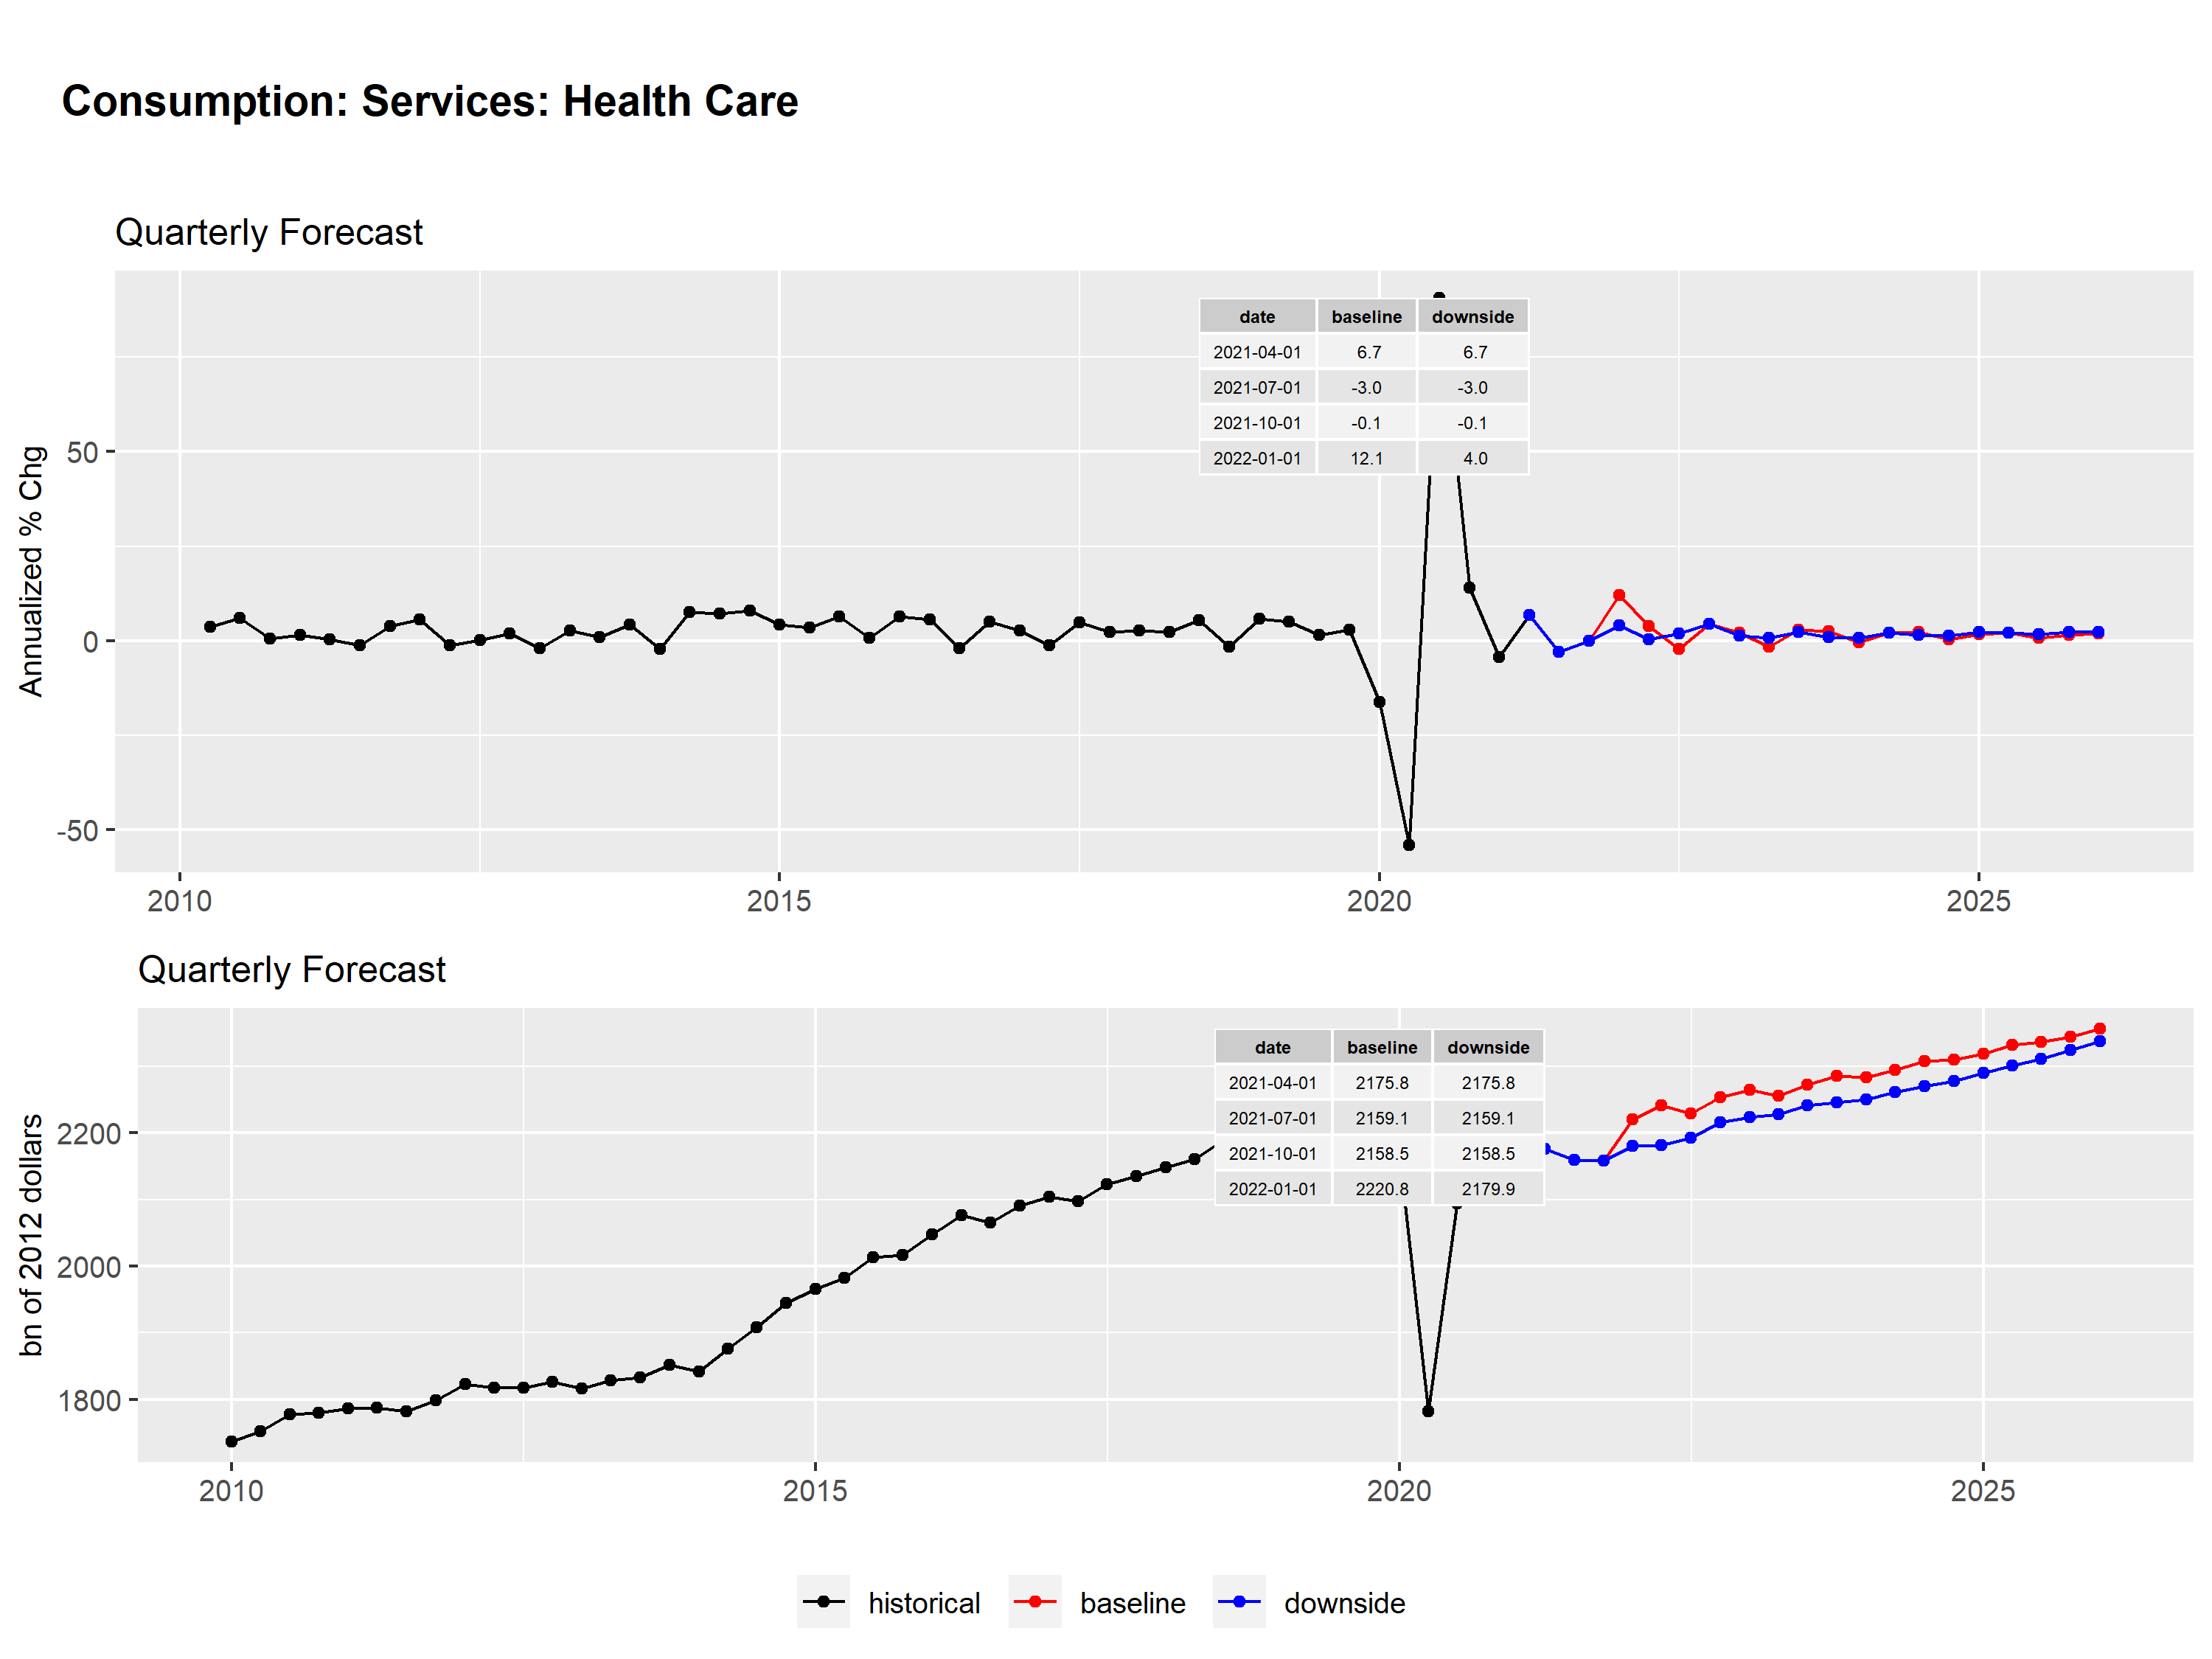 Consumption: Services: Health Care
Quarterly Forecast
Annualized % Chg
50
0
-50
date baseline downside
2021-04-01 6.7 6.7
2021-07-01 -3.0 -3.0
2021-10-01 -0.1 -0.1
2022-01-01 12.1 4.0
2010 2015 2020 2025
Quarterly Forecast
bn of 2012 dollars
2200
2000
1800
date baseline downside
2021-04-01 2175.8 2175.8
2021-07-01 2159.1 2159.1
2021-10-01 2158.5 2158.5
2022-01-01 2220.8 2179.9
2010 2015 2020 2025
historical baseline downside